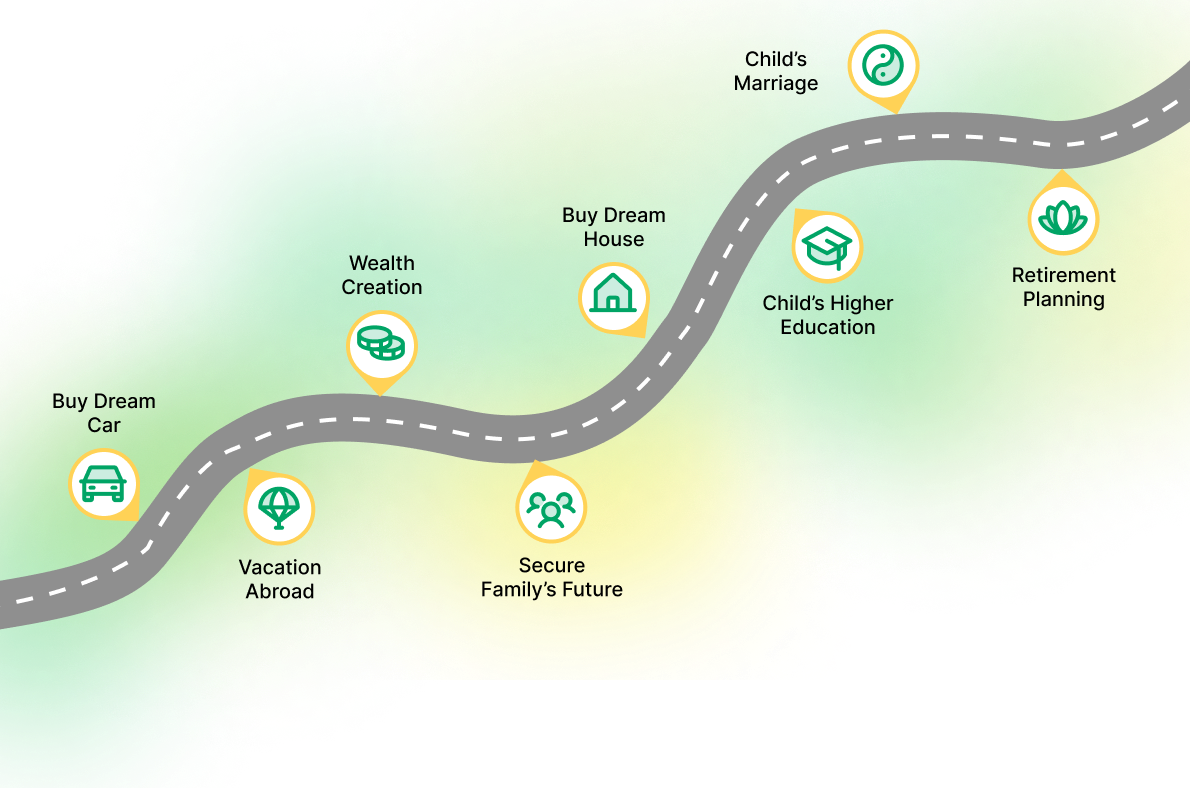 Child’s
Marriage
Buy Dream
House
Wealth
Creation
Child’s Higher
Education
Retirement
Planning
Buy Dream
Car
Vacation
Abroad
Secure
Family’s Future